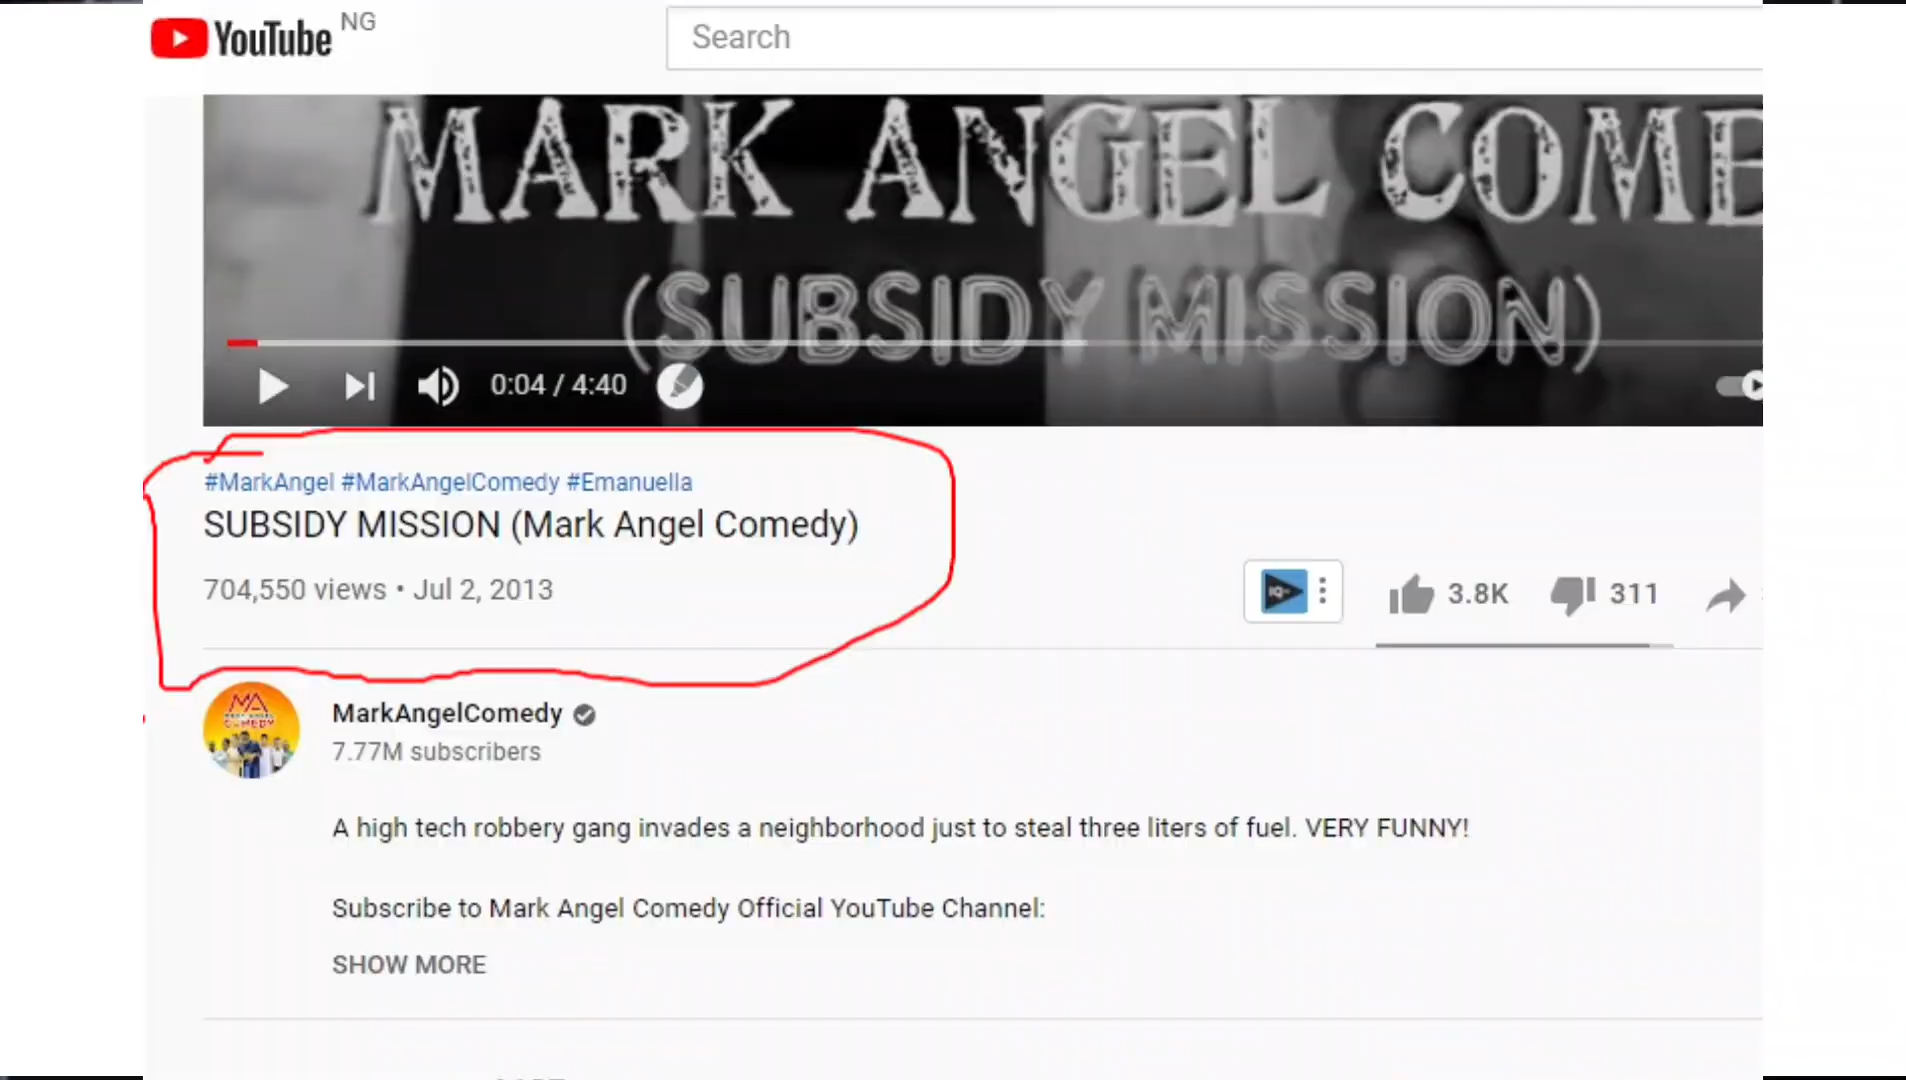 YouTube NG
Search
MARK ANGEL COME
(SUBSIDY MISSION)
0:04 / 4:40
#MarkAngel #MarkAngelComedy #Emanuella
SUBSIDY MISSION (Mark Angel Comedy)
704,550 views • Jul 2, 2013
3.8K 311
MA
COMEDY
MarkAngelComedy
7.77M subscribers
A high tech robbery gang invades a neighborhood just to steal three liters of fuel. VERY FUNNY!
Subscribe to Mark Angel Comedy Official YouTube Channel:
SHOW MORE